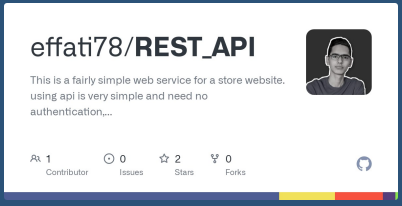 effati78/REST_API
This is a fairly simple web service for a store website.
using api is very simple and need no
authentication,...
1
Contributor
0
Issues
2
Stars
0
Forks